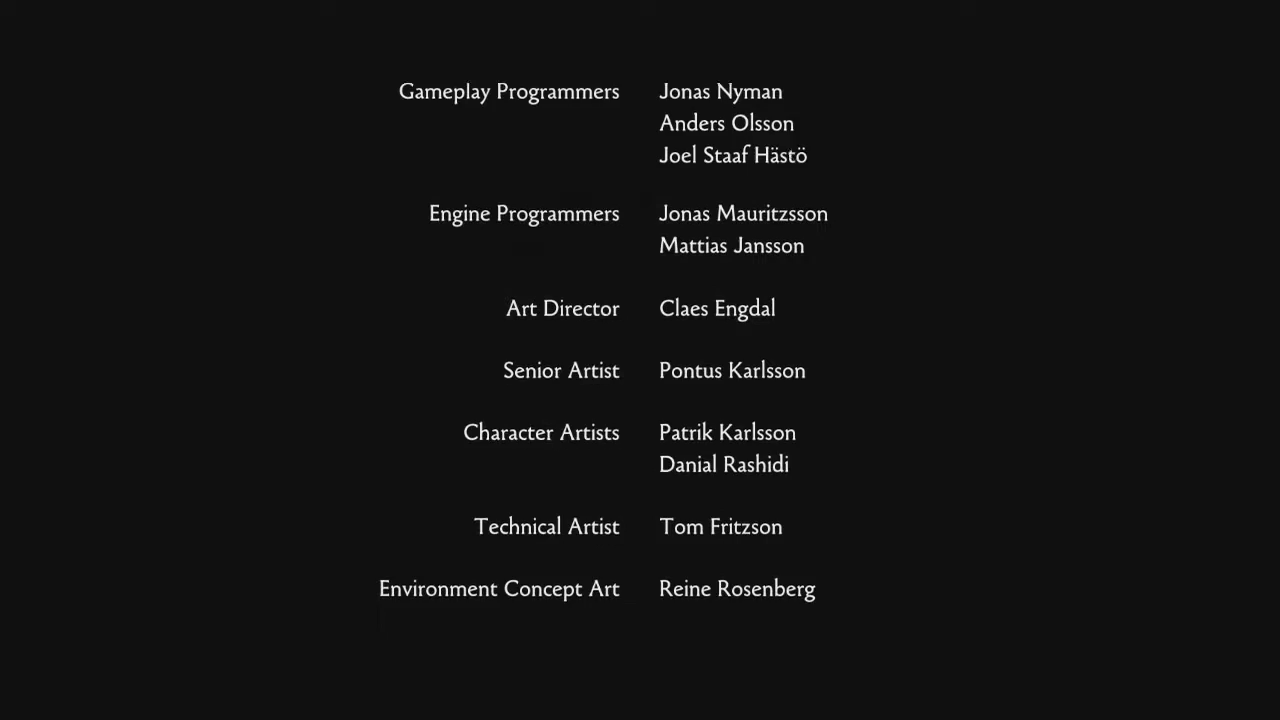 Gameplay Programmers Jonas Nyman
Anders Olsson
Joel Staaf Hästö
Engine Programmers Jonas Mauritzsson
Mattias Jansson
Art Director Claes Engdal
Senior Artist Pontus Karlsson
Character Artists Patrik Karlsson
Danial Rashidi
Technical Artist Tom Fritzson
Environment Concept Art Reine Rosenberg